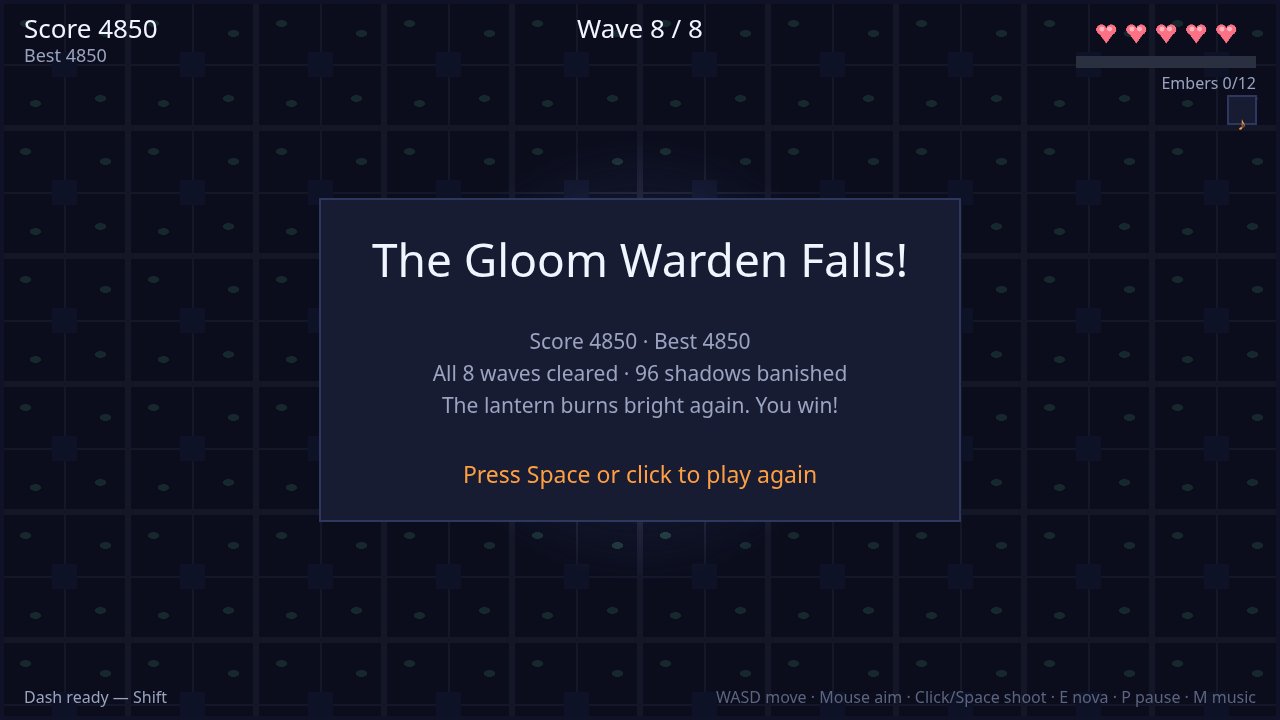 Score 4850
Best 4850
Wave 8 / 8
Embers 0/12
♪
The Gloom Warden Falls!
Score 4850 · Best 4850
All 8 waves cleared · 96 shadows banished
The lantern burns bright again. You win!
Press Space or click to play again
Dash ready — Shift
WASD move · Mouse aim · Click/Space shoot · E nova · P pause · M music